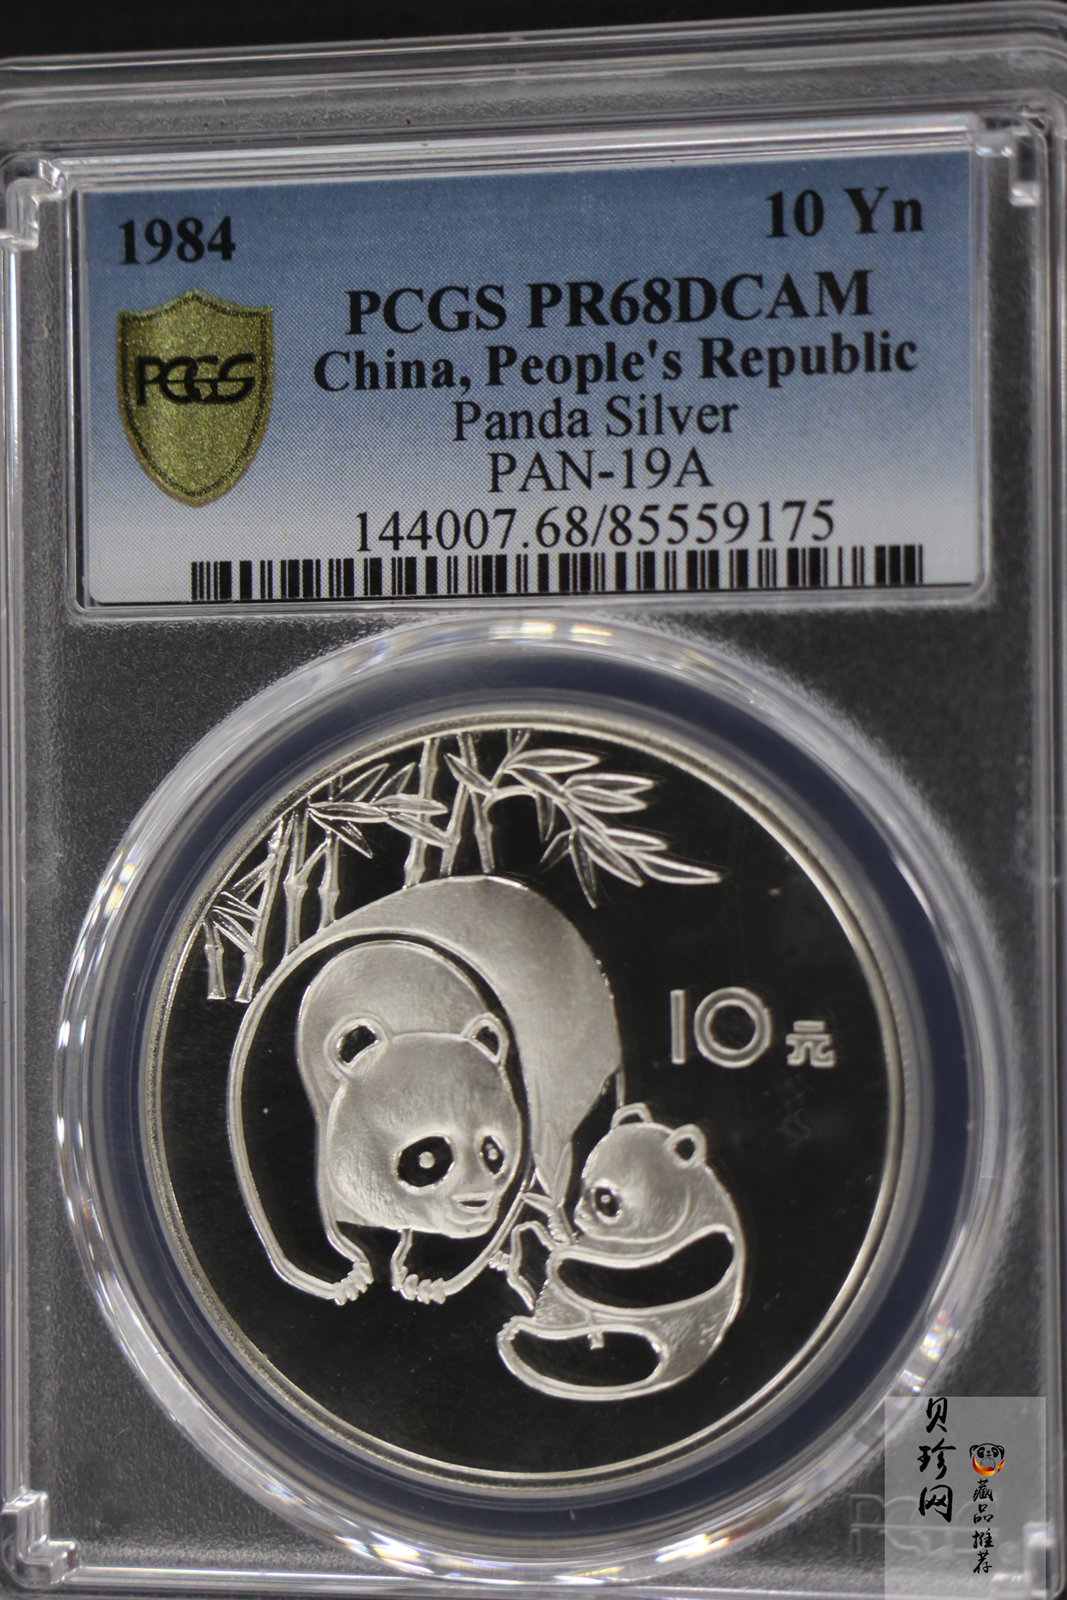 1984
10 Yn
PCGS PR68DCAM
China, People's Republic
PCGS
Panda Silver
PAN-19A
144007.68/85559175
10元
贝珍网
藏品推荐